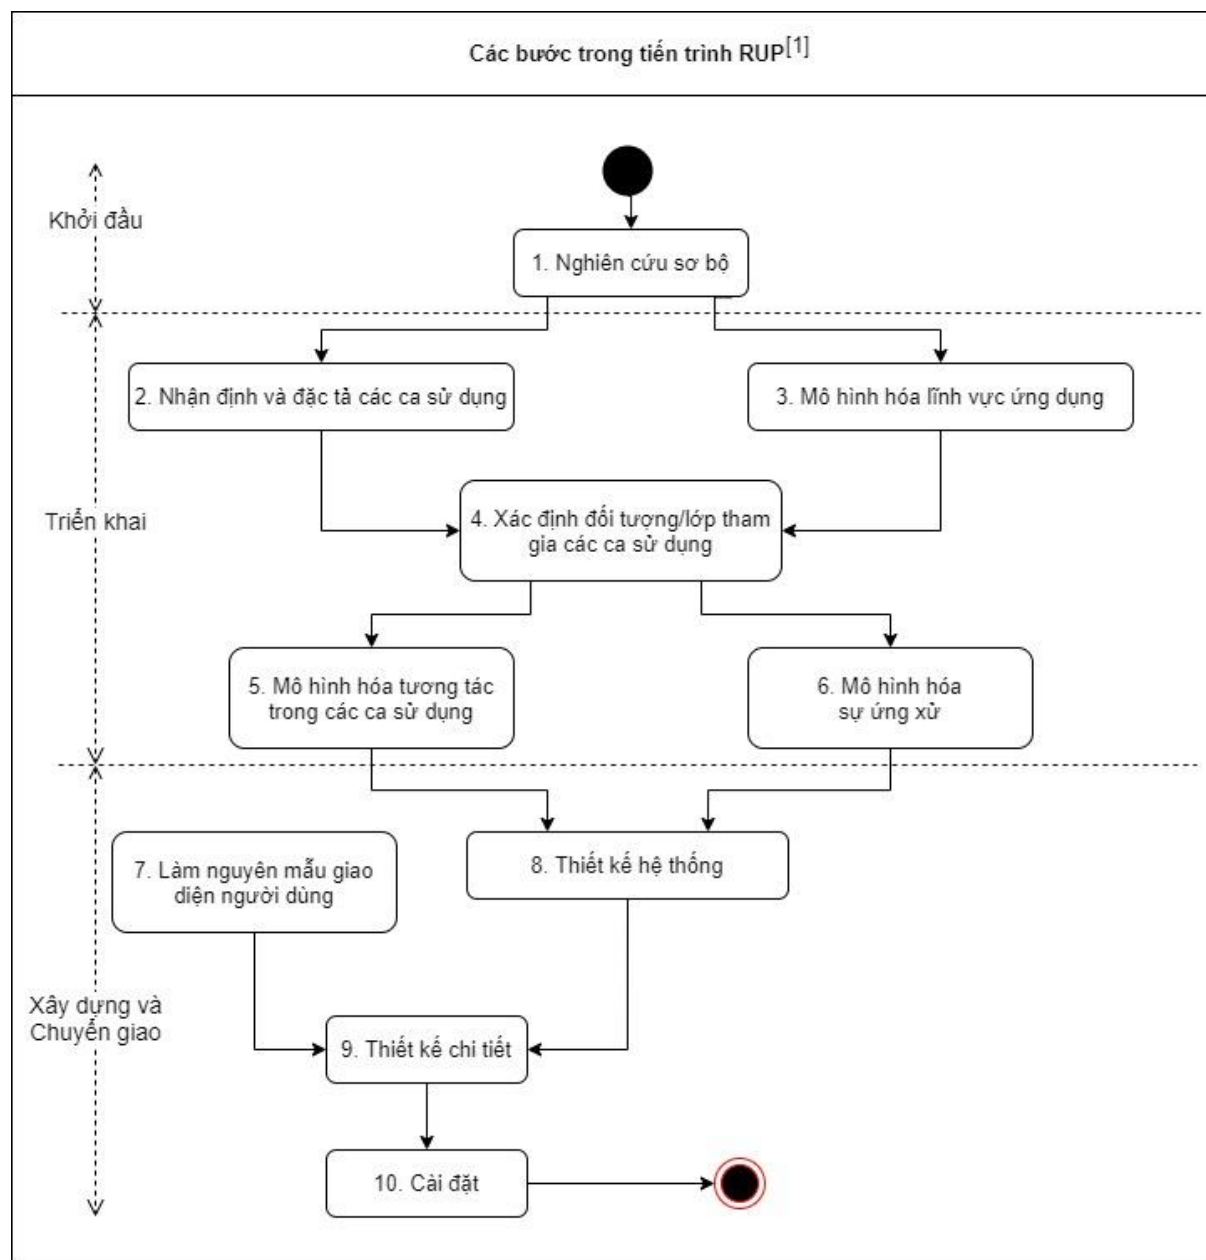 Các bước trong tiến trình RUP[1]
Khởi đầu
1. Nghiên cứu sơ bộ
2. Nhận định và đặc tả các ca sử dụng
3. Mô hình hóa lĩnh vực ứng dụng
Triển khai
4. Xác định đối tượng/lớp tham
gia các ca sử dụng
5. Mô hình hóa tương tác
trong các ca sử dụng
6. Mô hình hóa
sự ứng xử
7. Làm nguyên mẫu giao
diện người dùng
8. Thiết kế hệ thống
Xây dựng và
Chuyển giao
9. Thiết kế chi tiết
10. Cài đặt